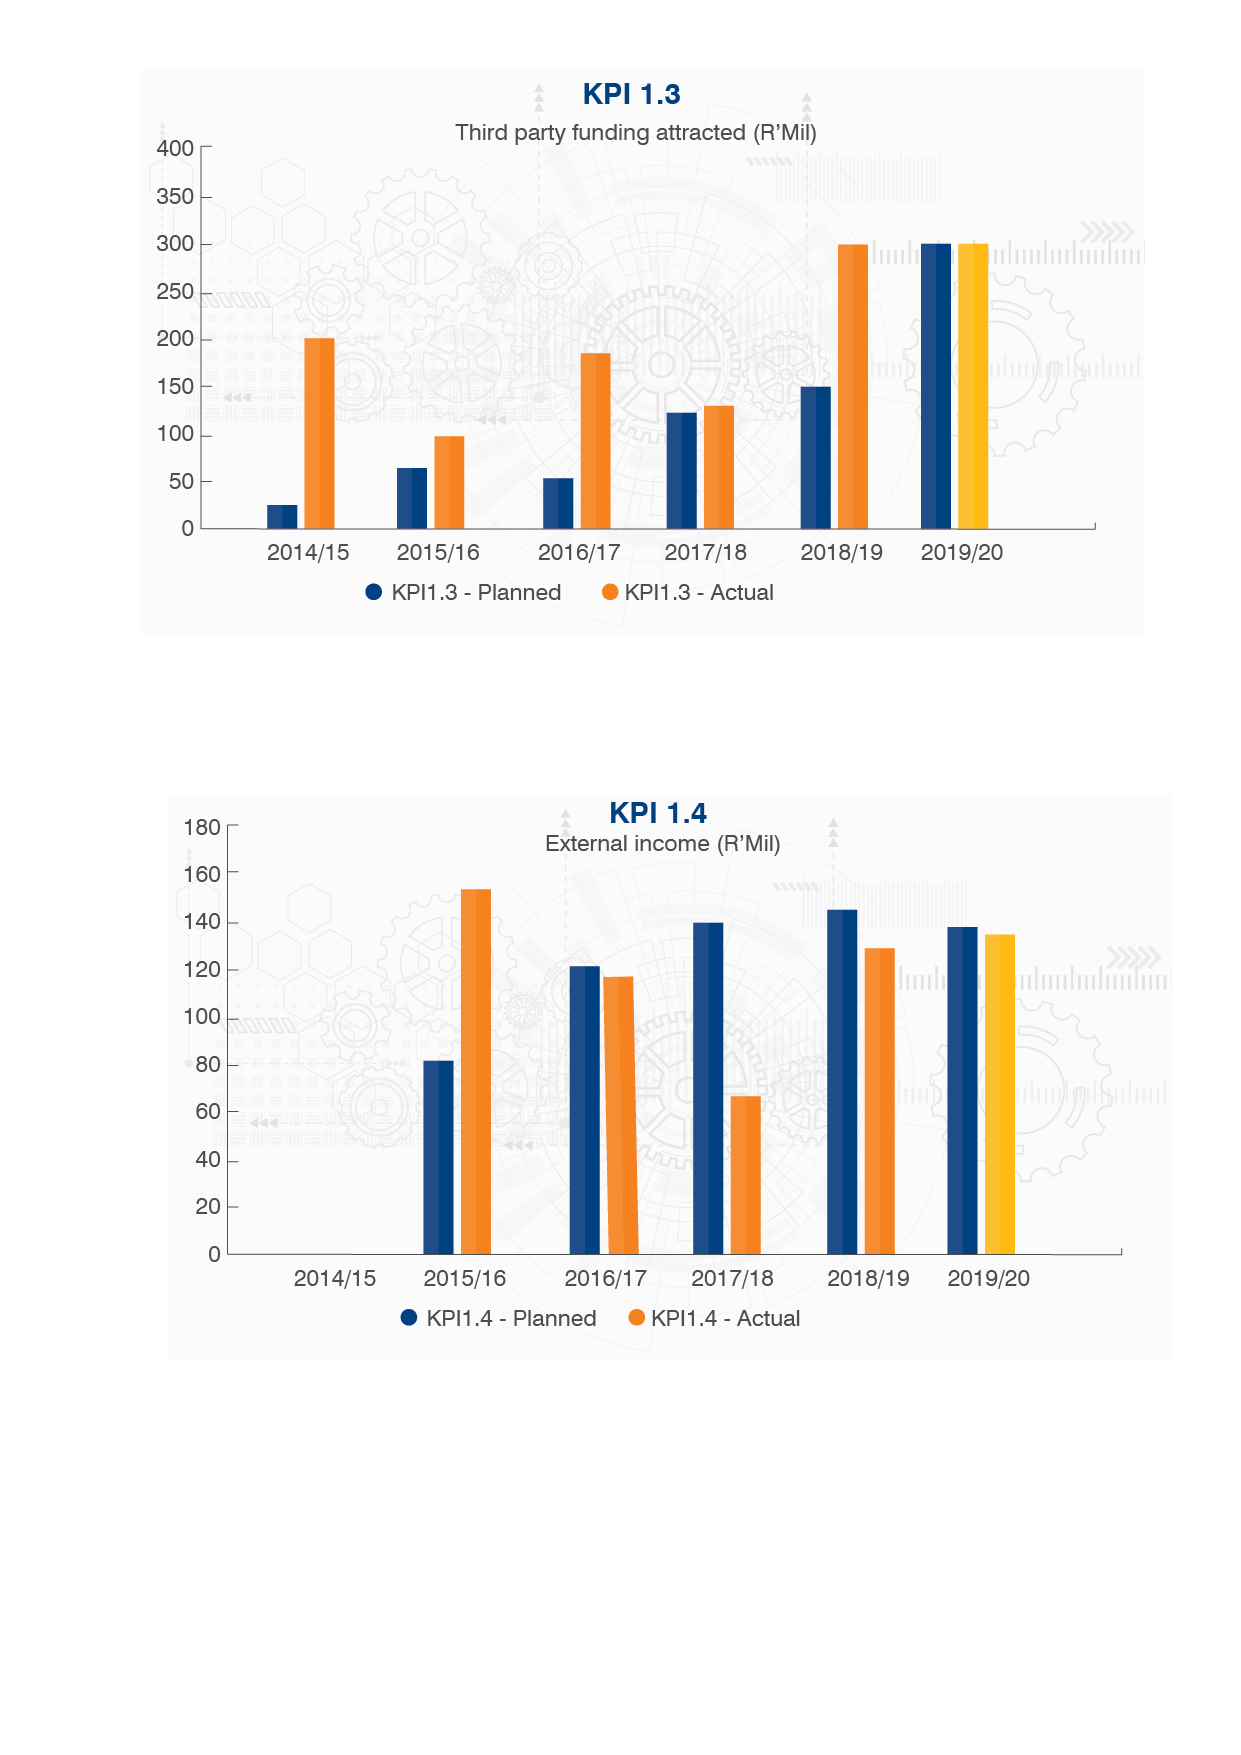 KPI 1.3
Third party funding attracted (R’Mil)
400
350
300
250
200
150
100
50
0
2014/15 2015/16 2016/17 2017/18 2018/19 2019/20
KPI1.3 - Planned KPI1.3 - Actual
KPI 1.4
External income (R’Mil)
180
160
140
120
100
80
60
40
20
0
2014/15 2015/16 2016/17 2017/18 2018/19 2019/20
KPI1.4 - Planned KPI1.4 - Actual